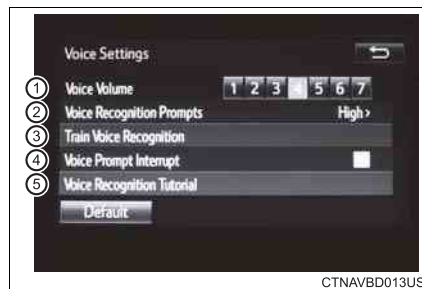 Voice Settings
① Voice Volume 1 2 3 4 5 6 7
② Voice Recognition Prompts High >
③ Train Voice Recognition
④ Voice Prompt Interrupt
⑤ Voice Recognition Tutorial
Default
CTNAVBD013US